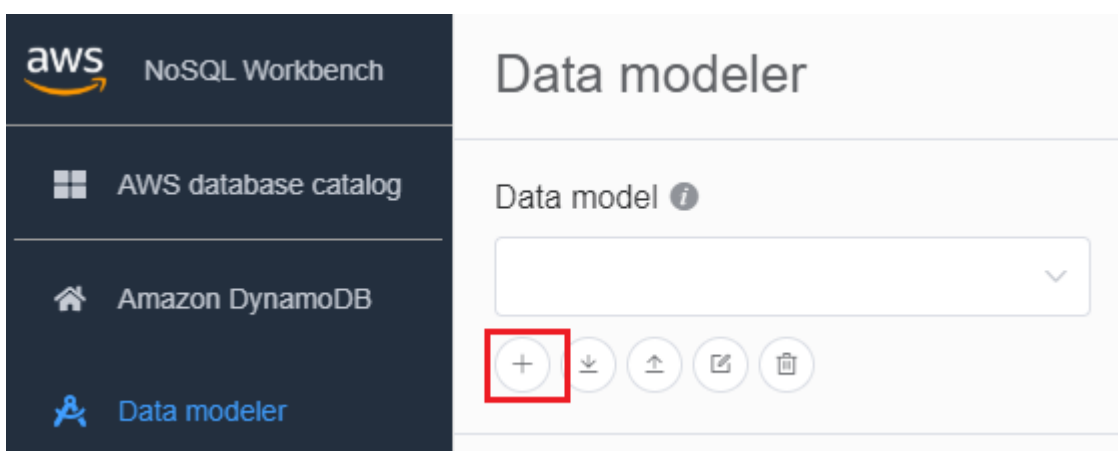 aws
NoSQL Workbench
AWS database catalog
Amazon DynamoDB
Data modeler
Data modeler
Data model i